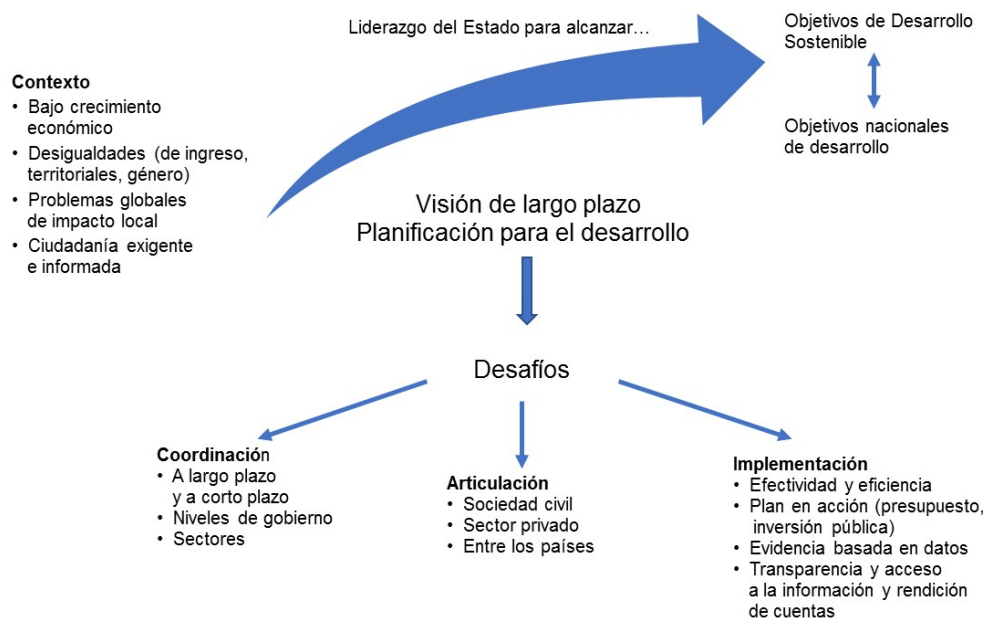 Liderazgo del Estado para alcanzar...
Objetivos de Desarrollo
Sostenible
Objetivos nacionales
de desarrollo
Contexto
• Bajo crecimiento
económico
• Desigualdades (de ingreso,
territoriales, género)
• Problemas globales
de impacto local
• Ciudadanía exigente
e informada
Visión de largo plazo
Planificación para el desarrollo
Desafíos
Coordinación
• A largo plazo
y a corto plazo
• Niveles de gobierno
• Sectores
Articulación
• Sociedad civil
• Sector privado
• Entre los países
Implementación
• Efectividad y eficiencia
• Plan en acción (presupuesto,
inversión pública)
• Evidencia basada en datos
• Transparencia y acceso
a la información y rendición
de cuentas